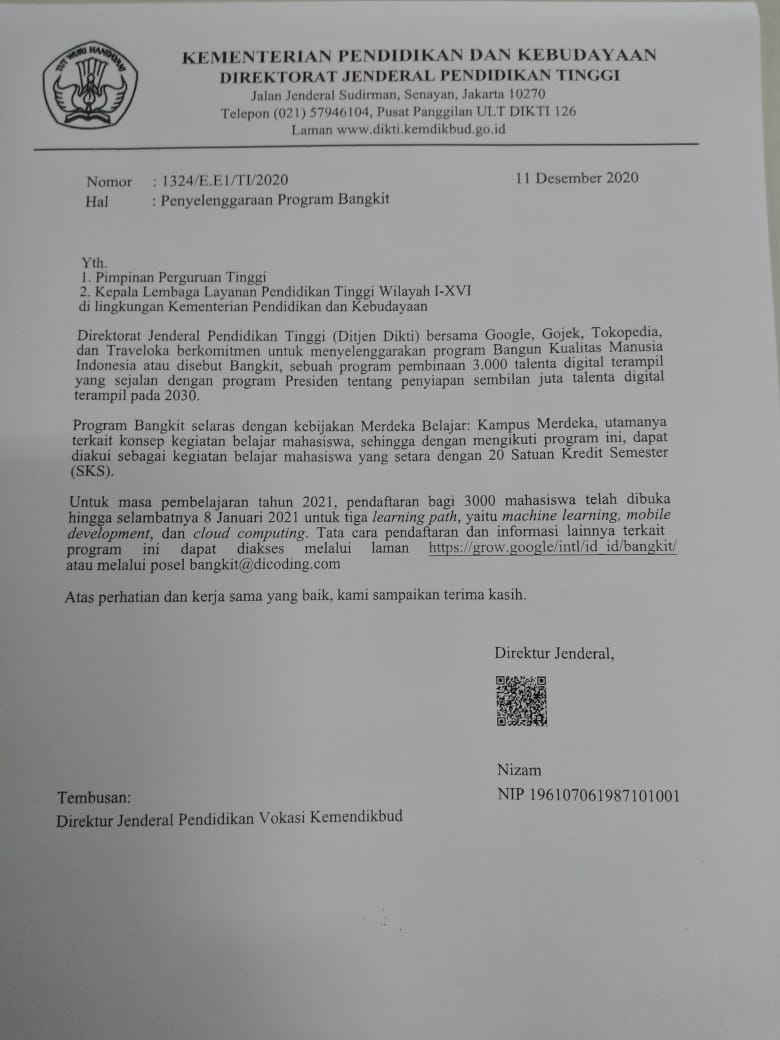 TUT WURI HANDAYANI
KEMENTERIAN PENDIDIKAN DAN KEBUDAYAAN
DIREKTORAT JENDERAL PENDIDIKAN TINGGI
Jalan Jenderal Sudirman, Senayan, Jakarta 10270
Telepon (021) 57946104, Pusat Panggilan ULT DIKTI 126
Laman www.dikti.kemdikbud.go.id
Nomor : 1324/E.E1/TI/2020 11 Desember 2020
Hal : Penyelenggaraan Program Bangkit
Yth.
1. Pimpinan Perguruan Tinggi
2. Kepala Lembaga Layanan Pendidikan Tinggi Wilayah I-XVI
di lingkungan Kementerian Pendidikan dan Kebudayaan
Direktorat Jenderal Pendidikan Tinggi (Ditjen Dikti) bersama Google, Gojek, Tokopedia,
dan Traveloka berkomitmen untuk menyelenggarakan program Bangun Kualitas Manusia
Indonesia atau disebut Bangkit, sebuah program pembinaan 3.000 talenta digital terampil
yang sejalan dengan program Presiden tentang penyiapan sembilan juta talenta digital
terampil pada 2030.
Program Bangkit selaras dengan kebijakan Merdeka Belajar: Kampus Merdeka, utamanya
terkait konsep kegiatan belajar mahasiswa, sehingga dengan mengikuti program ini, dapat
diakui sebagai kegiatan belajar mahasiswa yang setara dengan 20 Satuan Kredit Semester
(SKS).
Untuk masa pembelajaran tahun 2021, pendaftaran bagi 3000 mahasiswa telah dibuka
hingga selambatnya 8 Januari 2021 untuk tiga learning path, yaitu machine learning, mobile
development, dan cloud computing. Tata cara pendaftaran dan informasi lainnya terkait
program ini dapat diakses melalui laman https://grow.google/intl/id_id/bangkit/
atau melalui posel bangkit@dicoding.com
Atas perhatian dan kerja sama yang baik, kami sampaikan terima kasih.
Direktur Jenderal,
Nizam
NIP 196107061987101001
Tembusan:
Direktur Jenderal Pendidikan Vokasi Kemendikbud